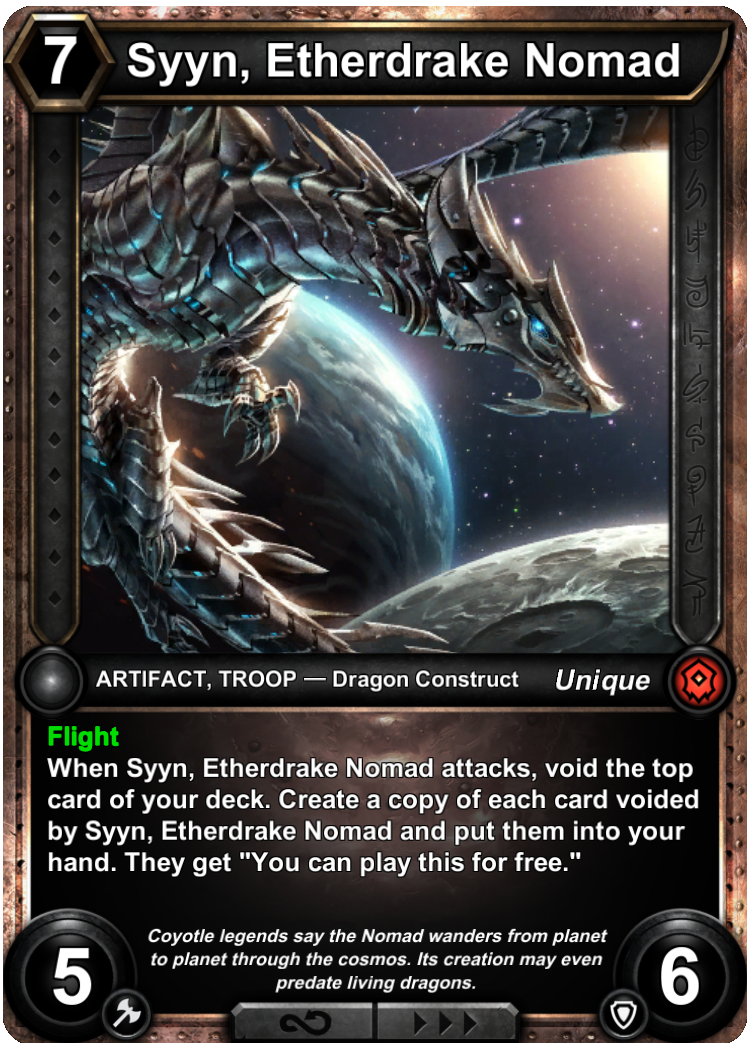 7
Syyn, Etherdrake Nomad
ARTIFACT, TROOP — Dragon Construct
Unique
Flight
When Syyn, Etherdrake Nomad attacks, void the top
card of your deck. Create a copy of each card voided
by Syyn, Etherdrake Nomad and put them into your
hand. They get "You can play this for free."
Coyotle legends say the Nomad wanders from planet
to planet through the cosmos. Its creation may even
predate living dragons.
5
6